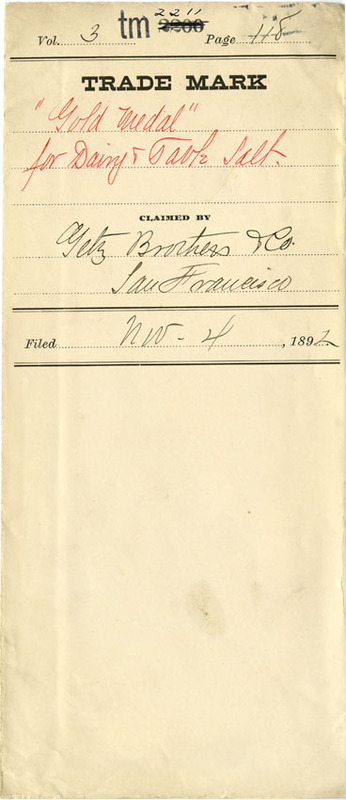 2211
Vol. 3 tm 2200 Page 118
TRADE MARK
"Gold Medal"
for Dairy & Table Salt.
CLAIMED BY
Getz Brothers & Co.
San Francisco
Filed Nov - 4, 1892